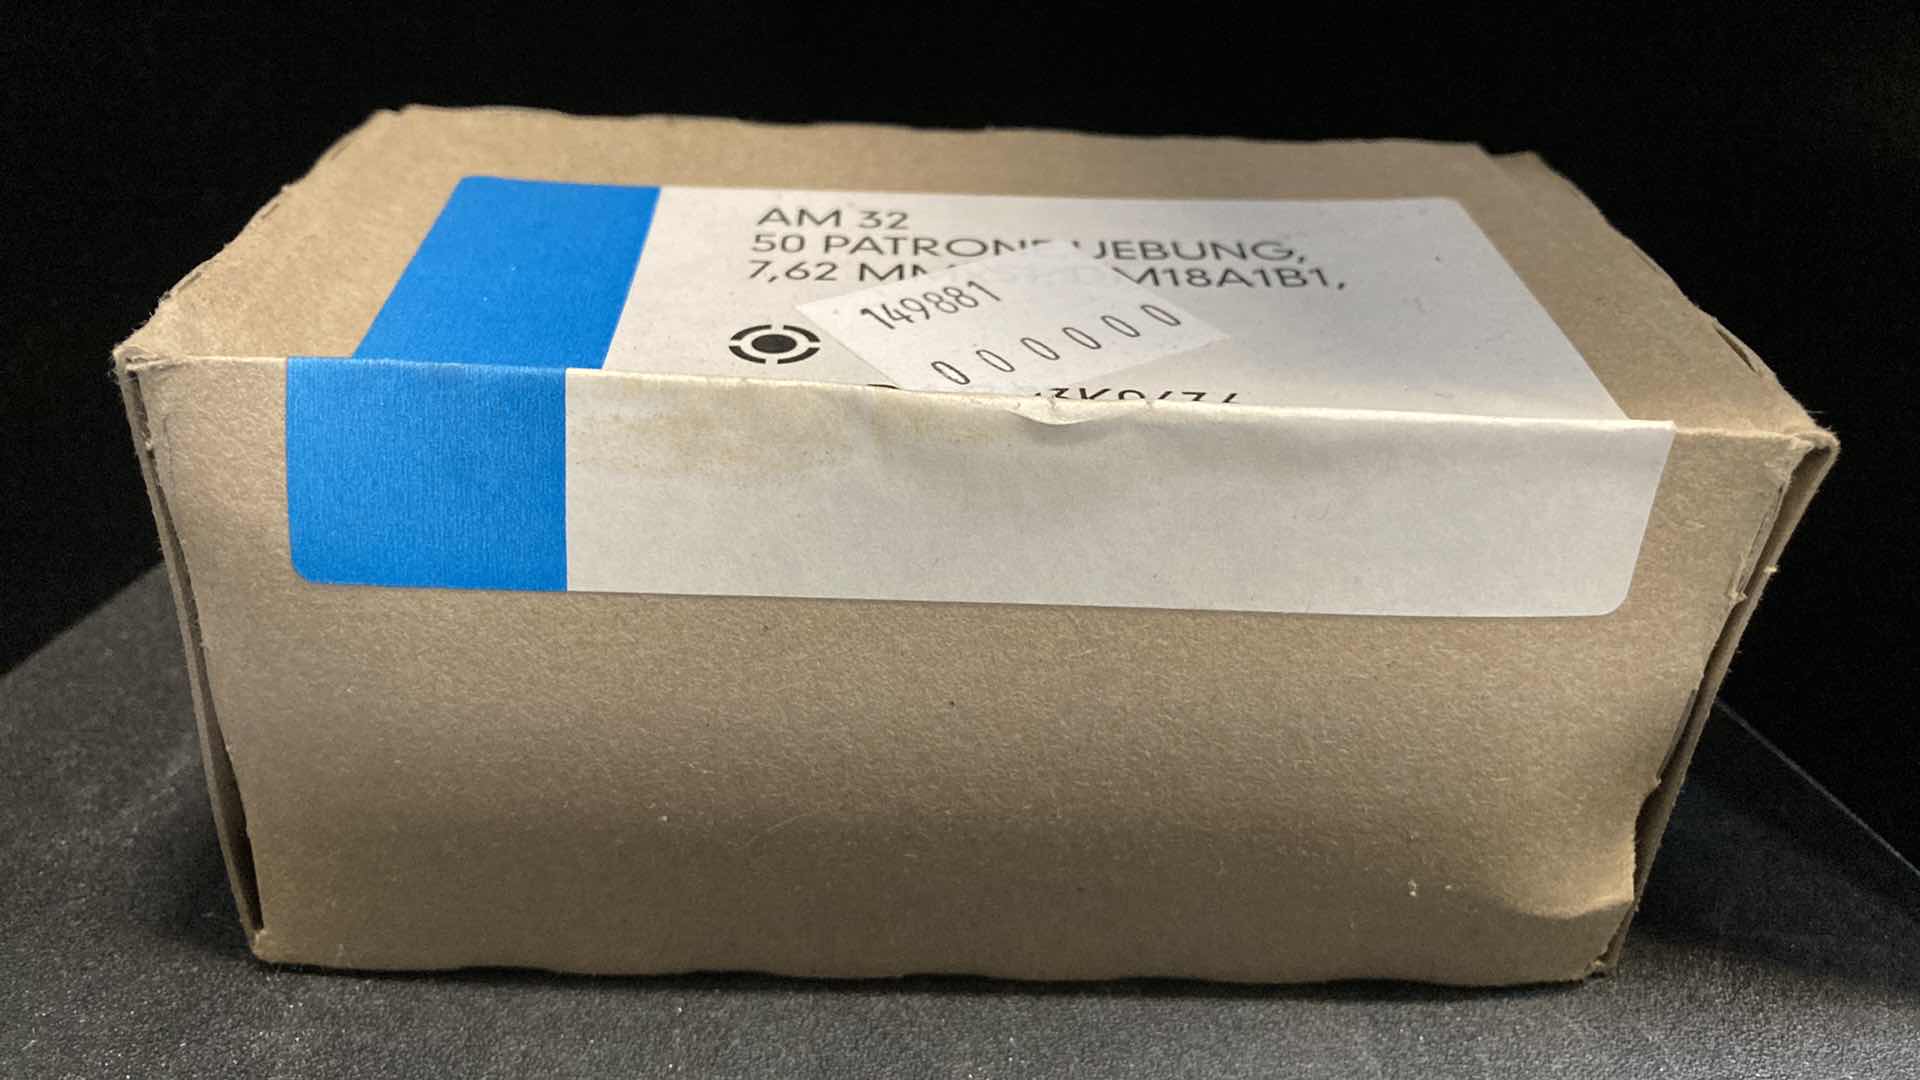 AM 32
50 PATRONE UEBUNG,
7,62 MM DM18A1B1,
149881
000000